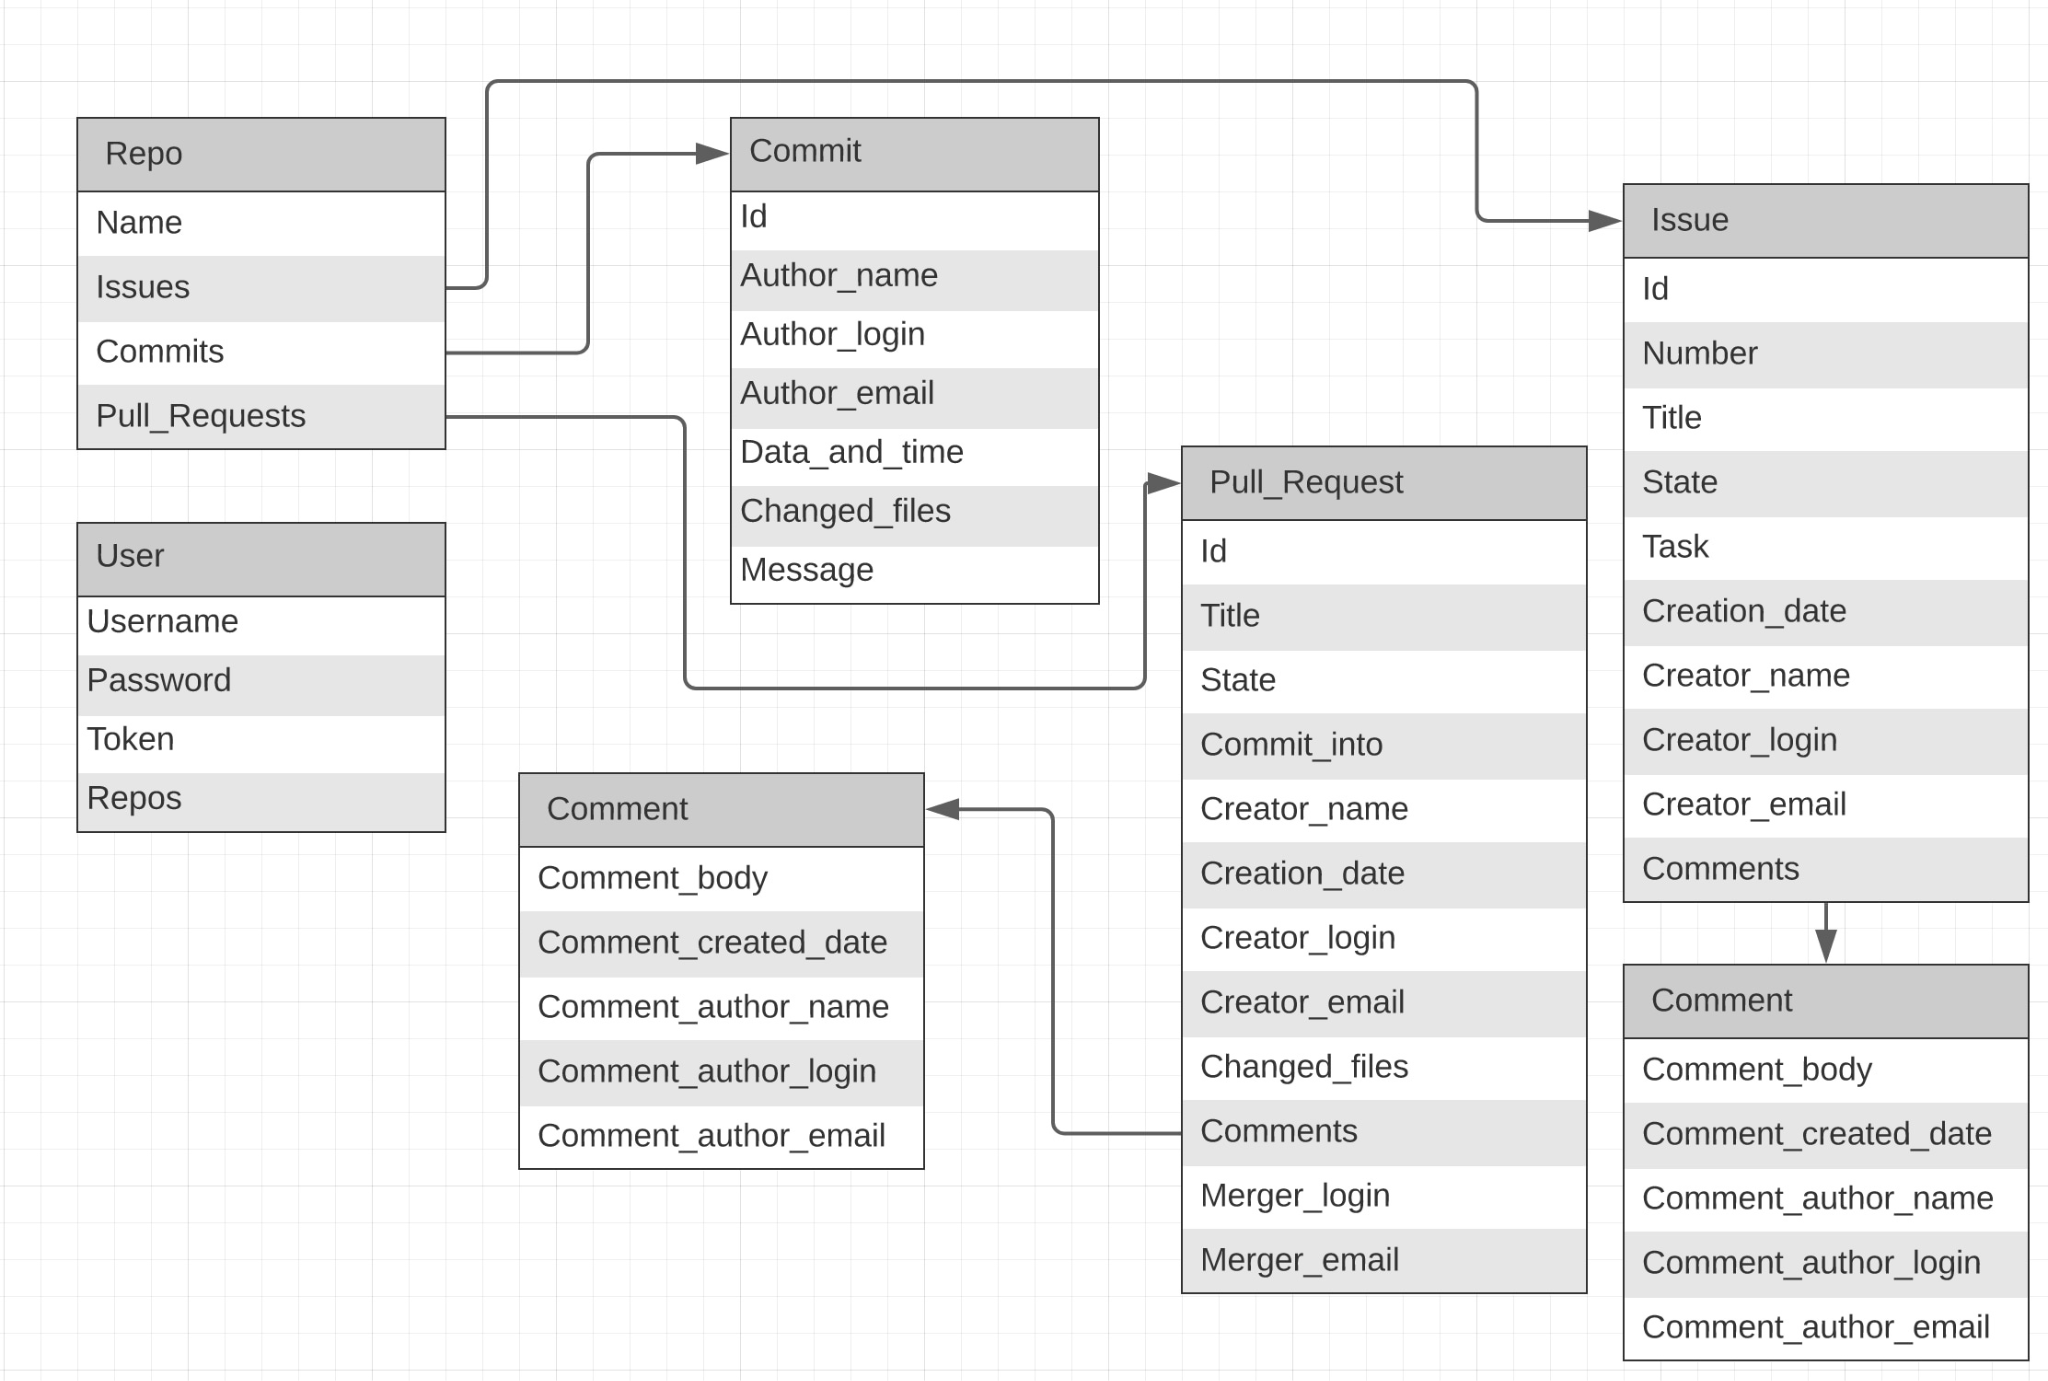 Repo
Name
Issues
Commits
Pull_Requests
User
Username
Password
Token
Repos
Commit
Id
Author_name
Author_login
Author_email
Data_and_time
Changed_files
Message
Comment
Comment_body
Comment_created_date
Comment_author_name
Comment_author_login
Comment_author_email
Pull_Request
Id
Title
State
Commit_into
Creator_name
Creation_date
Creator_login
Creator_email
Changed_files
Comments
Merger_login
Merger_email
Issue
Id
Number
Title
State
Task
Creation_date
Creator_name
Creator_login
Creator_email
Comments
Comment
Comment_body
Comment_created_date
Comment_author_name
Comment_author_login
Comment_author_email